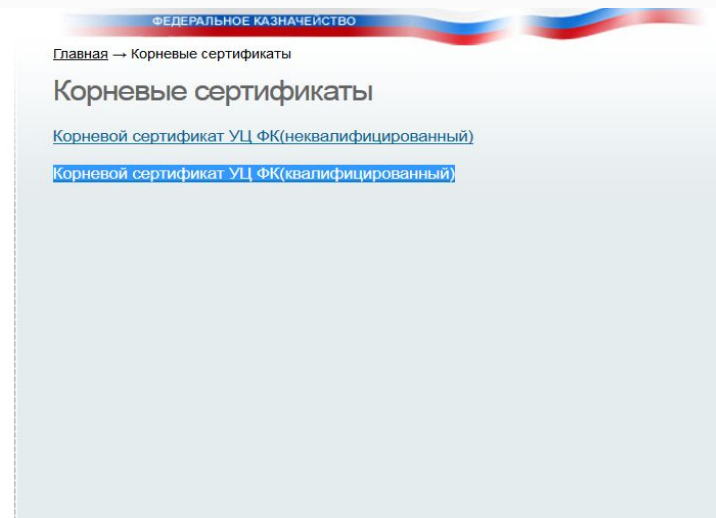 ФЕДЕРАЛЬНОЕ КАЗНАЧЕЙСТВО
Главная → Корневые сертификаты
Корневые сертификаты
Корневой сертификат УЦ ФК(неквалифицированный)
Корневой сертификат УЦ ФК(квалифицированный)